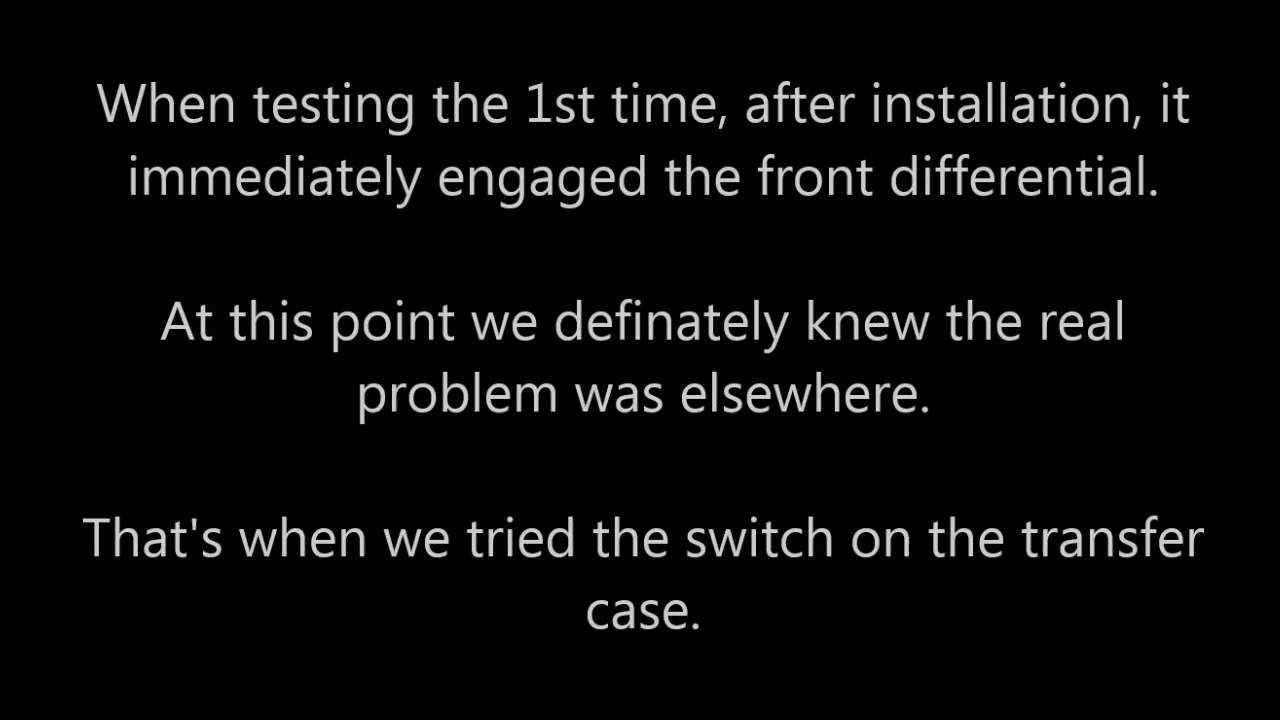 When testing the 1st time, after installation, it
immediately engaged the front differential.
At this point we definately knew the real
problem was elsewhere.
That's when we tried the switch on the transfer
case.